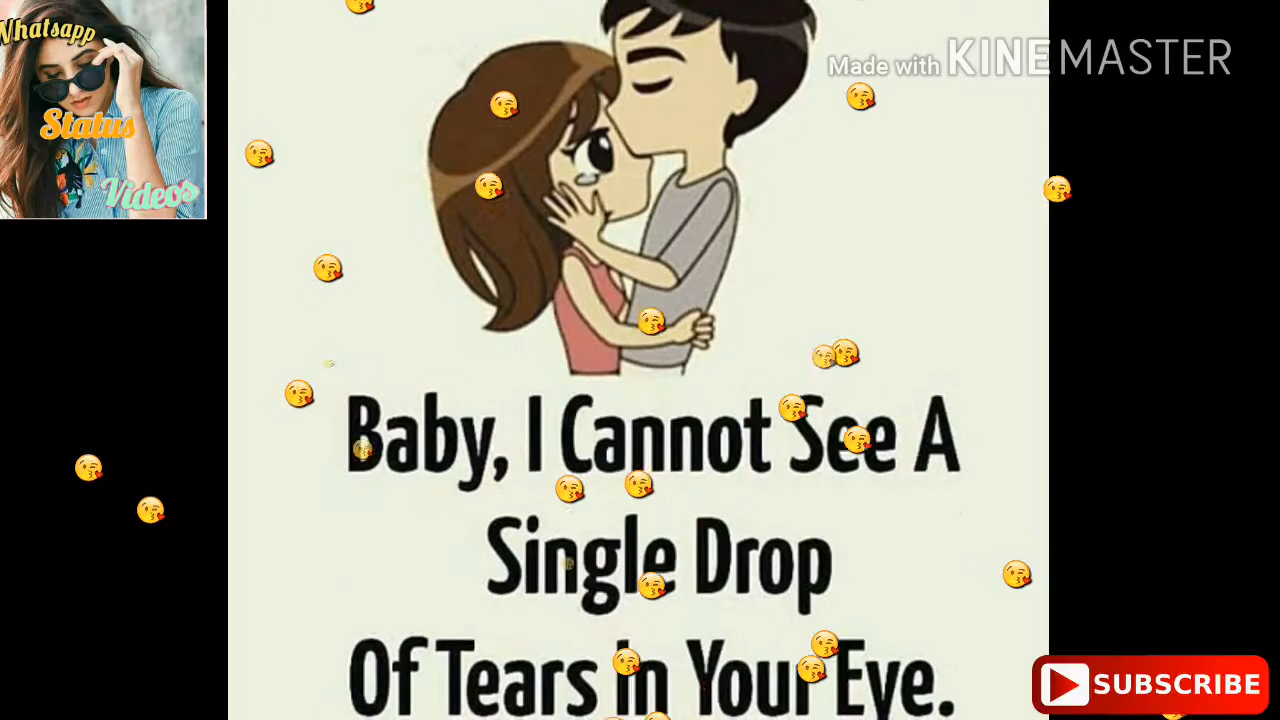 Whatsapp
Status
Videos
Made with KINEMASTER
Baby, I Cannot See A
Single Drop
Of Tears In Your Eye.
SUBSCRIBE